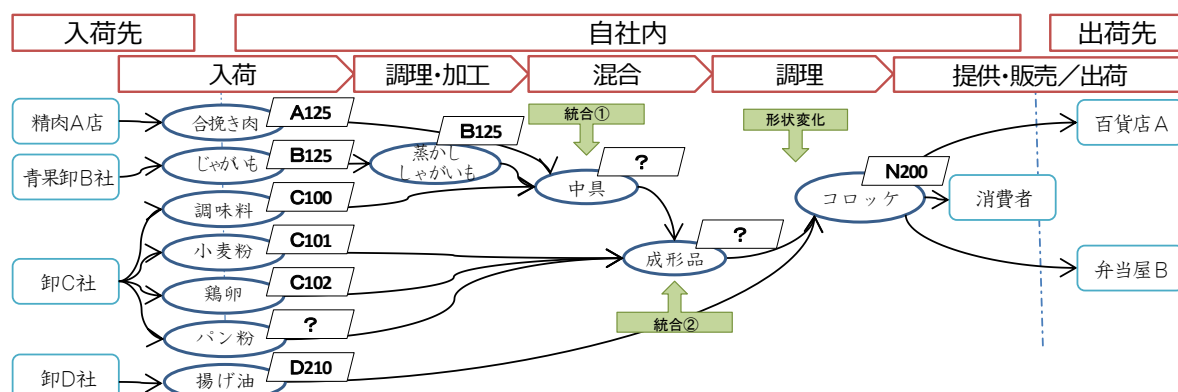 入荷先
自社内
出荷先
入荷
調理・加工
混合
調理
提供・販売／出荷
精肉A店
合挽き肉
A125
統合①
形状変化
百貨店A
青果卸B社
じゃがいも
B125
蒸かし
しゃがいも
B125
中具
?
コロッケ
N200
消費者
調味料
C100
卸C社
小麦粉
C101
成形品
?
鶏卵
C102
弁当屋B
パン粉
?
統合②
卸D社
揚げ油
D210